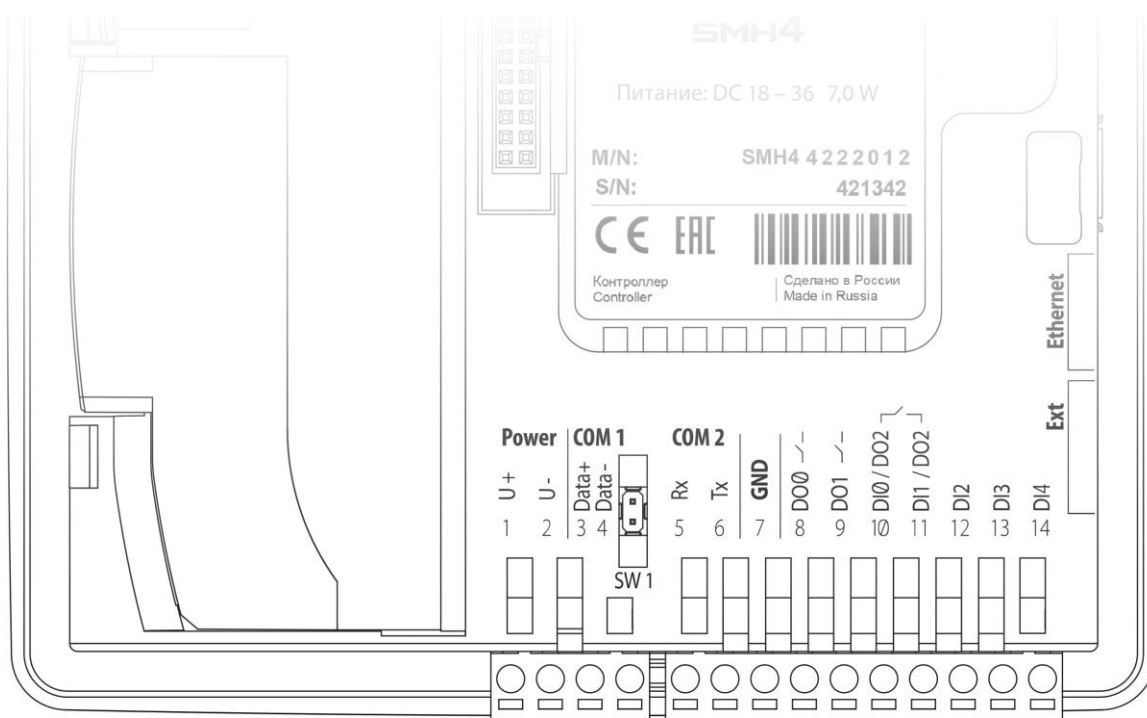 SMH4
Питание: DC 18 – 36 7,0 W
M/N: SMH4 4222012
S/N: 421342
CE EAC
Контроллер
Controller
Сделано в России
Made in Russia
Ethernet
Ext
Power COM 1 COM 2
U+ U- Data+ Data- Rx Tx GND DO0 DO1 DI0 / DO2 DI1 / DO2 DI2 DI3 DI4
1 2 3 4 5 6 7 8 9 10 11 12 13 14
SW 1